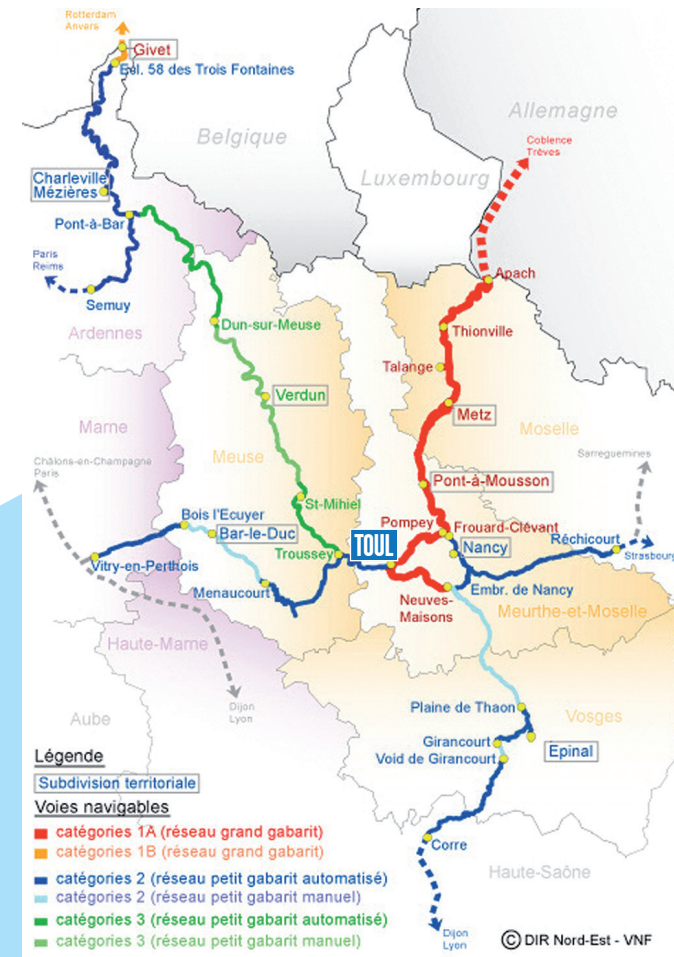 Rotterdam
Anvers
Givet
Ecl. 58 des Trois Fontaines
Belgique
Allemagne
Coblence
Trèves
Luxembourg
Charleville
Mézières
Pont-à-Bar
Paris
Reims
Semuy
Apach
Ardennes
Dun-sur-Meuse
Thionville
Talange
Verdun
Metz
Marne
Moselle
Meuse
Châlons-en-Champagne
Paris
Sarreguemines
Pont-à-Mousson
St-Mihiel
Bois l'Ecuyer
Bar-le-Duc
Pompey
Frouard-Clévant
Troussey
TOUL
Nancy
Réchicourt
Strasbourg
Vitry-en-Perthois
Menaucourt
Embr. de Nancy
Neuves-
Maisons
Meurthe-et-Moselle
Haute-Marne
Dijon
Lyon
Aube
Plaine de Thaon
Vosges
Girancourt
Epinal
Void de Girancourt
Légende
Subdivision territoriale
Voies navigables
catégories 1A (réseau grand gabarit)
catégories 1B (réseau grand gabarit)
catégories 2 (réseau petit gabarit automatisé)
catégories 2 (réseau petit gabarit manuel)
catégories 3 (réseau petit gabarit automatisé)
catégories 3 (réseau petit gabarit manuel)
Corre
Haute-Saône
Dijon
Lyon
© DIR Nord-Est - VNF